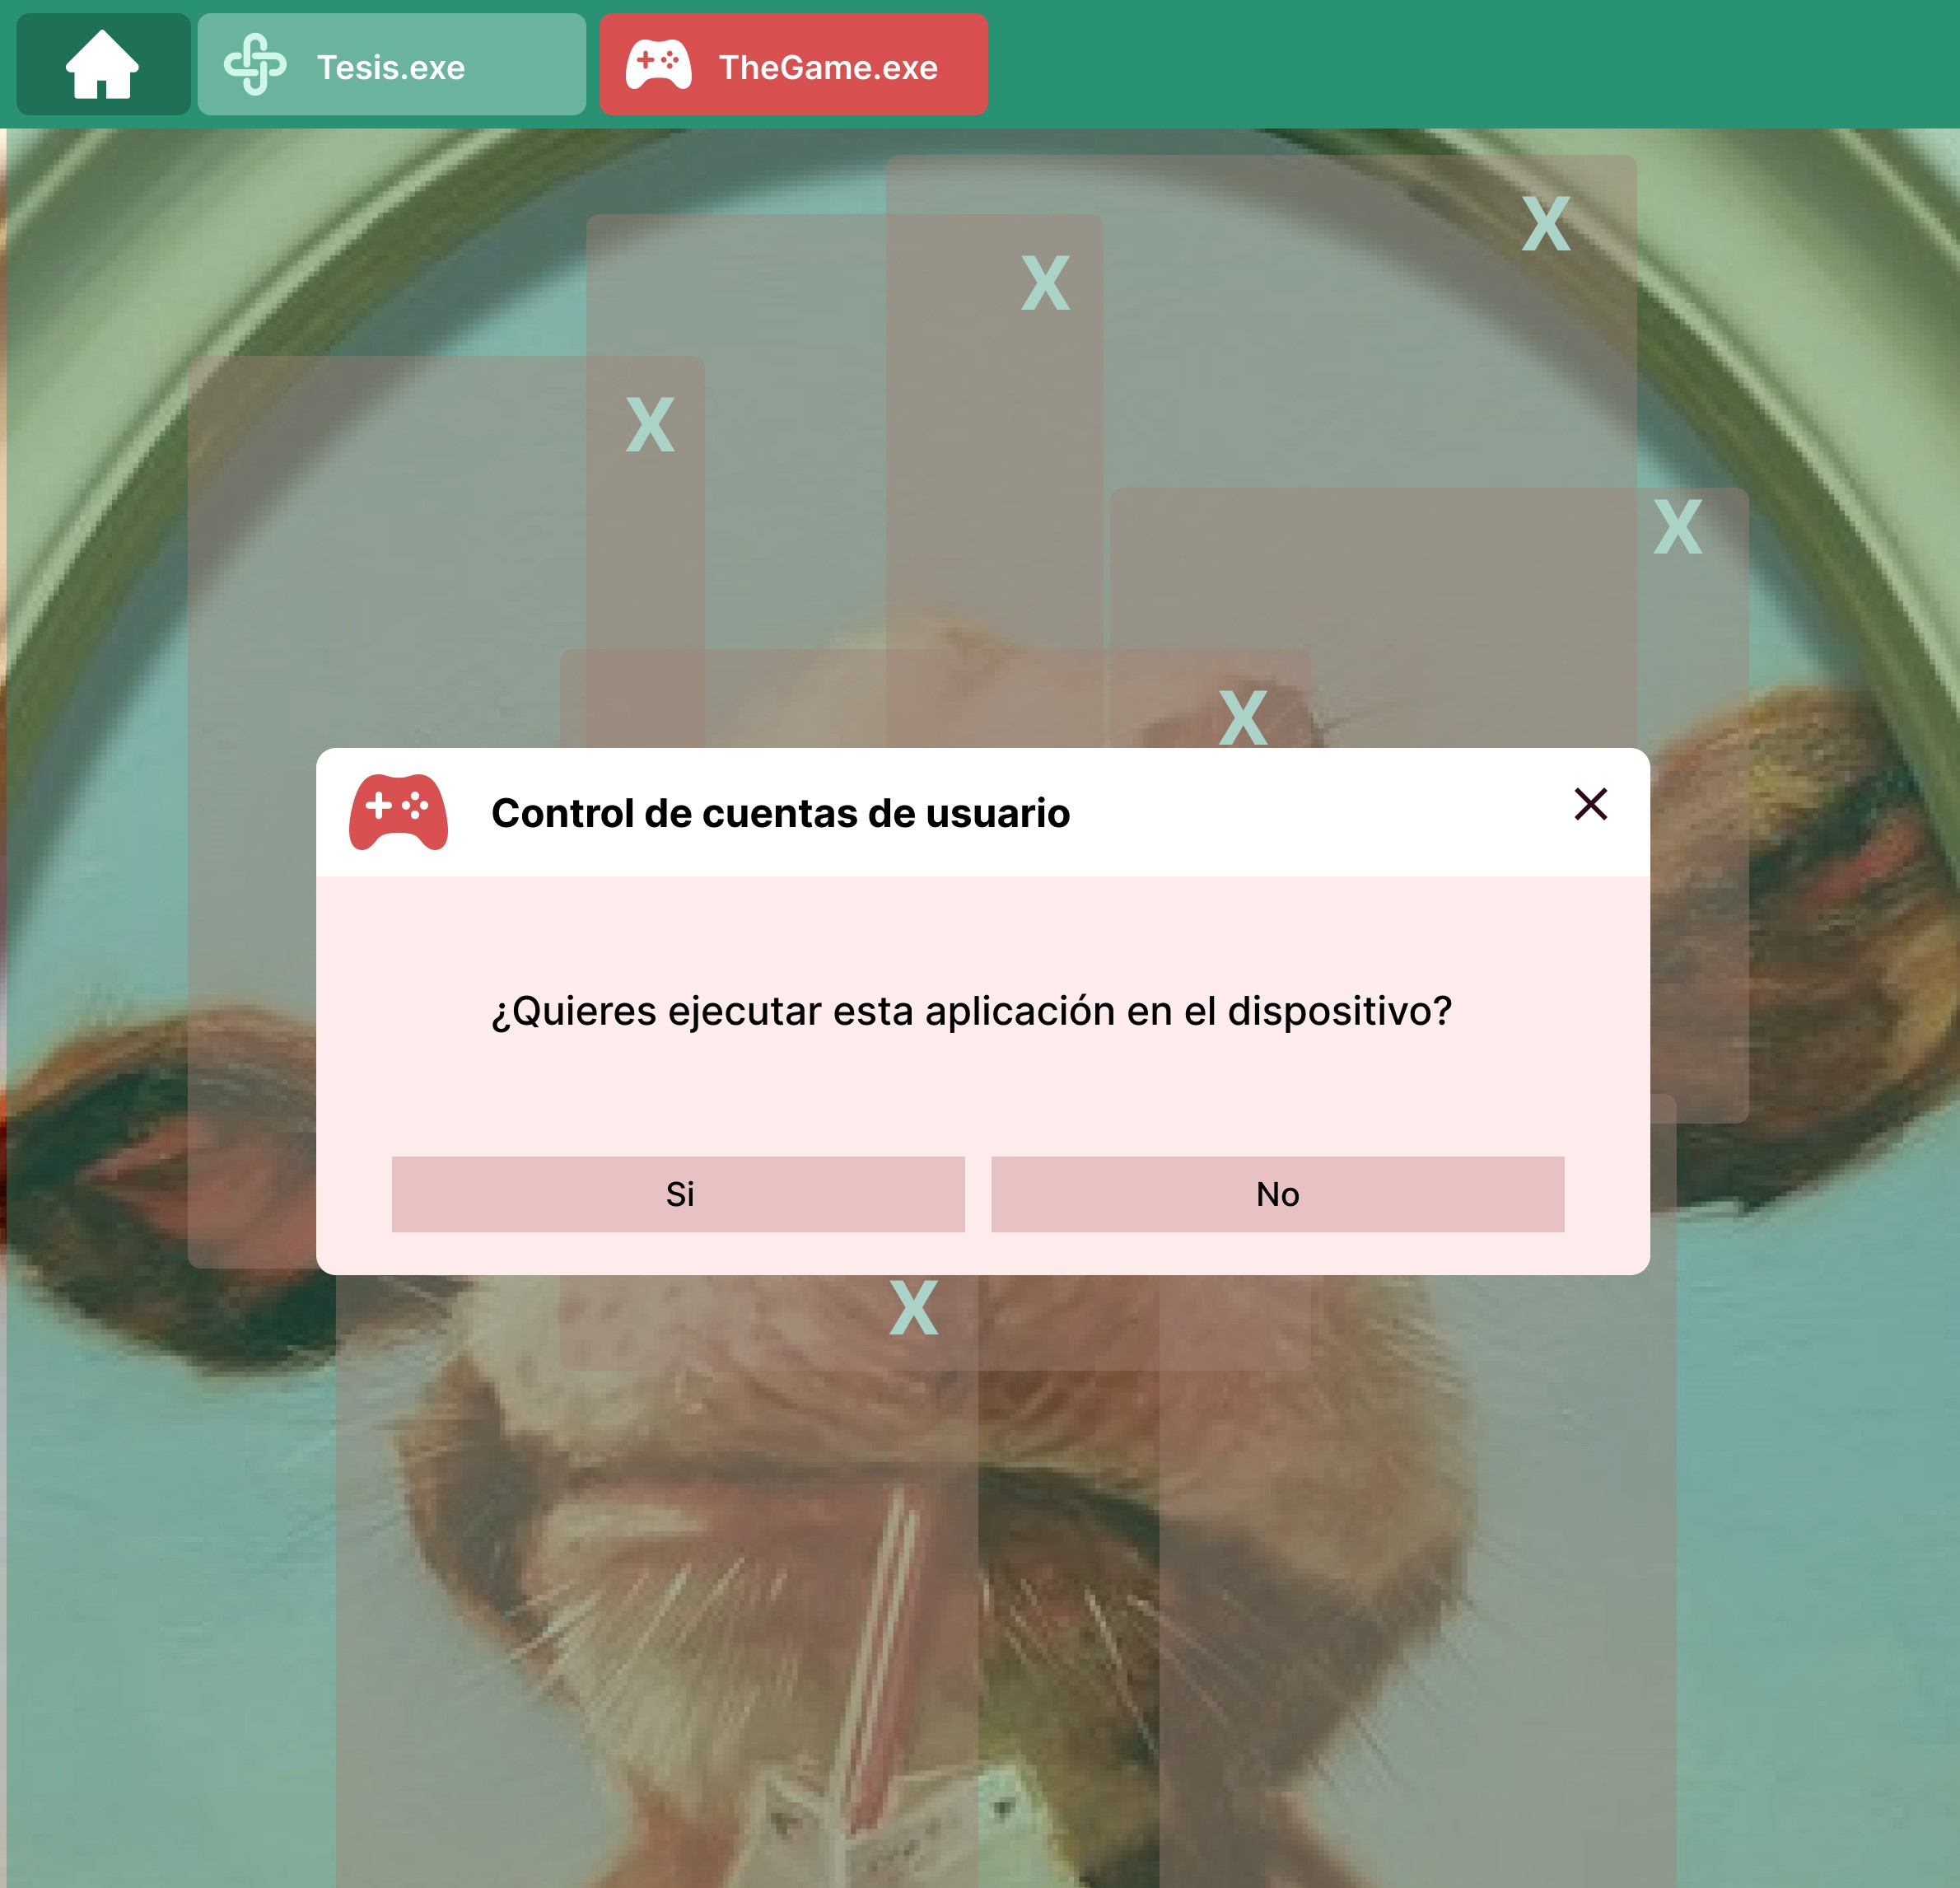 Tesis.exe
TheGame.exe
X
X
X
X
X
Control de cuentas de usuario
¿Quieres ejecutar esta aplicación en el dispositivo?
Si
No
X